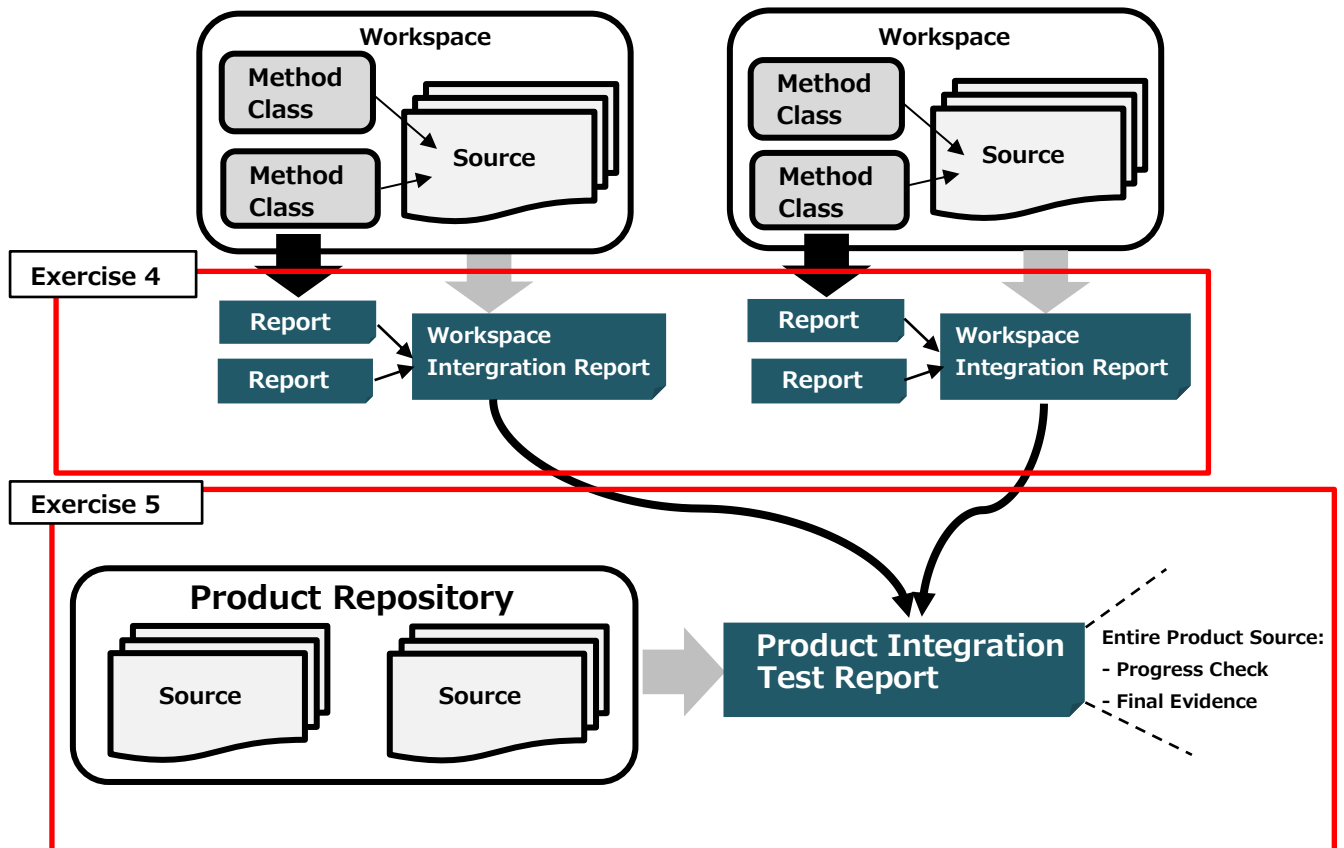 Workspace
Method
Class
Method
Class
Source
Workspace
Method
Class
Method
Class
Source
Exercise 4
Report
Report
Workspace
Intergration Report
Report
Report
Workspace
Integration Report
Exercise 5
Product Repository
Source
Source
Product Integration
Test Report
Entire Product Source:
- Progress Check
- Final Evidence